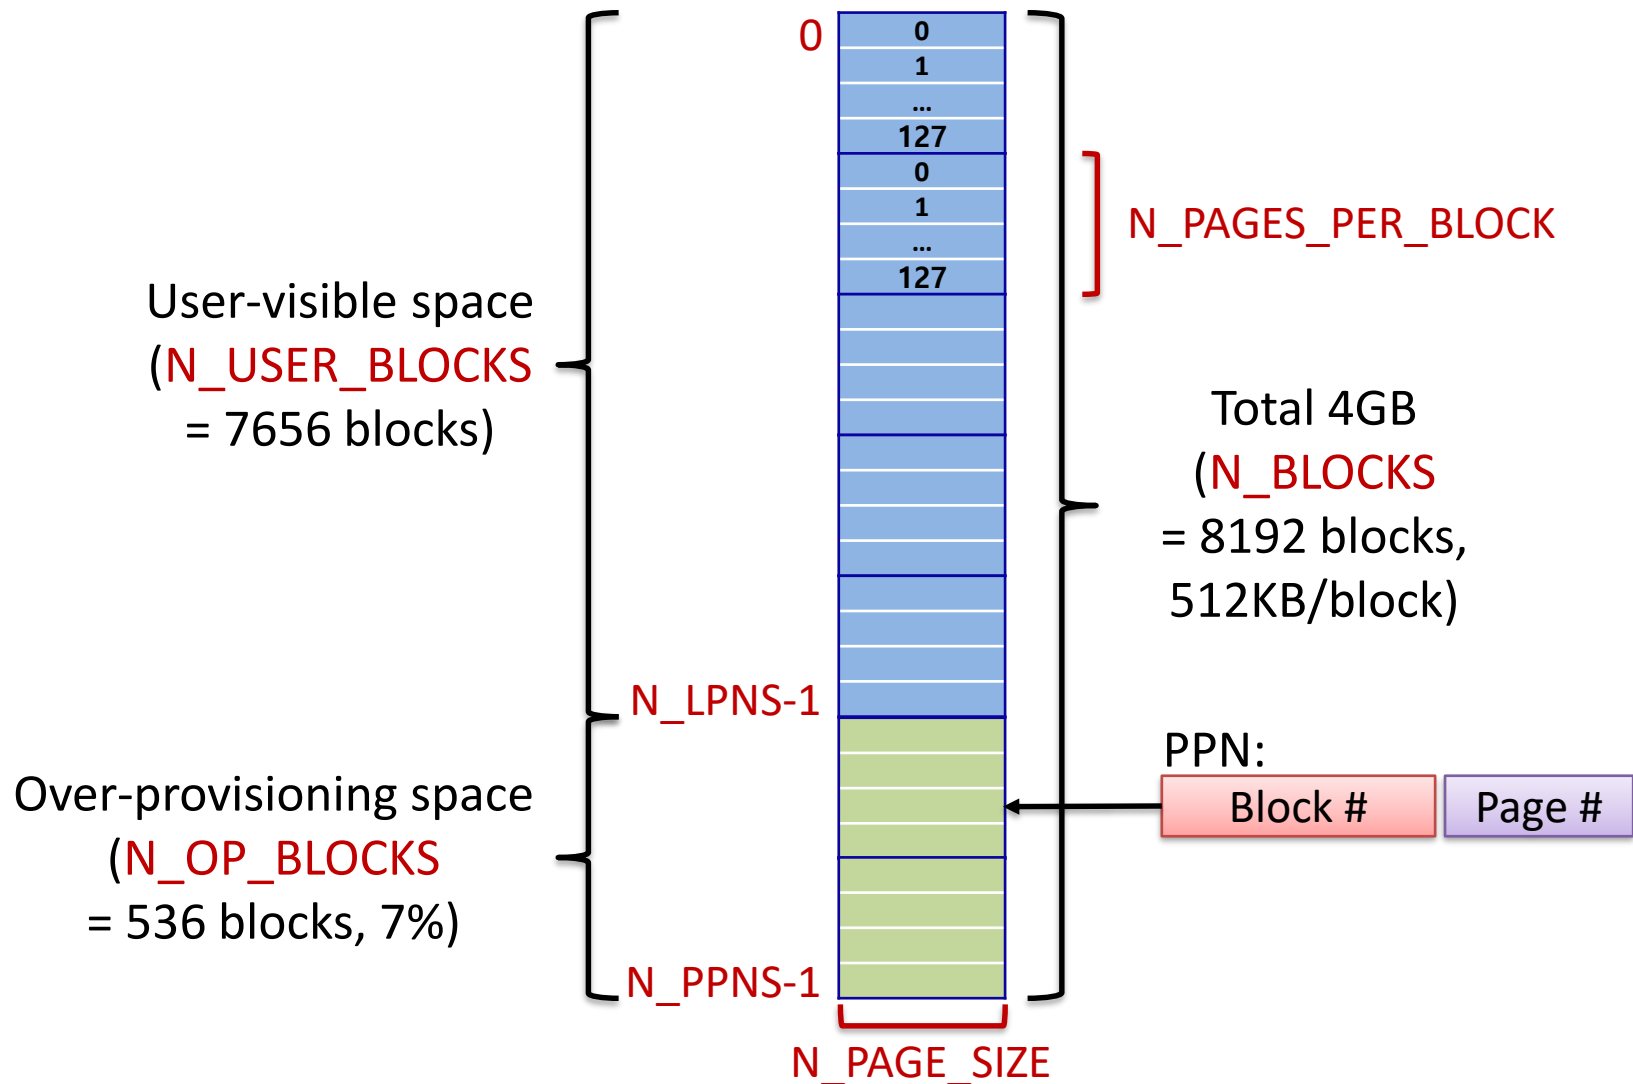 User-visible space
(N_USER_BLOCKS
= 7656 blocks)
Over-provisioning space
(N_OP_BLOCKS
= 536 blocks, 7%)
0
N_LPNS-1
N_PPNS-1
0
1
...
127
0
1
...
127
N_PAGE_SIZE
N_PAGES_PER_BLOCK
Total 4GB
(N_BLOCKS
= 8192 blocks,
512KB/block)
PPN:
Block #
Page #